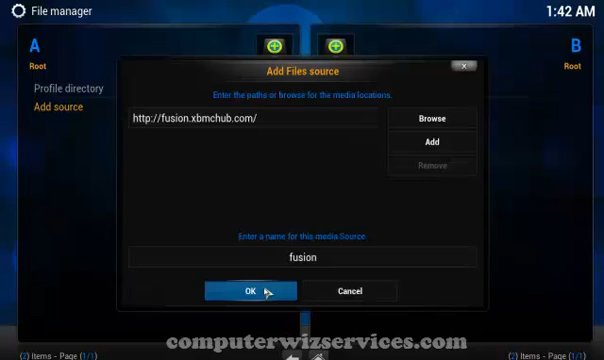 File manager
1:42 AM
A
B
Root
Root
Profile directory
Add source
Add Files source
Enter the paths or browse for the media locations.
http://fusion.xbmchub.com/
Browse
Add
Remove
Enter a name for this media Source.
fusion
OK
Cancel
computerwizservices.com
(2) Items - Page (1/1)
(2) Items - Page (1/1)